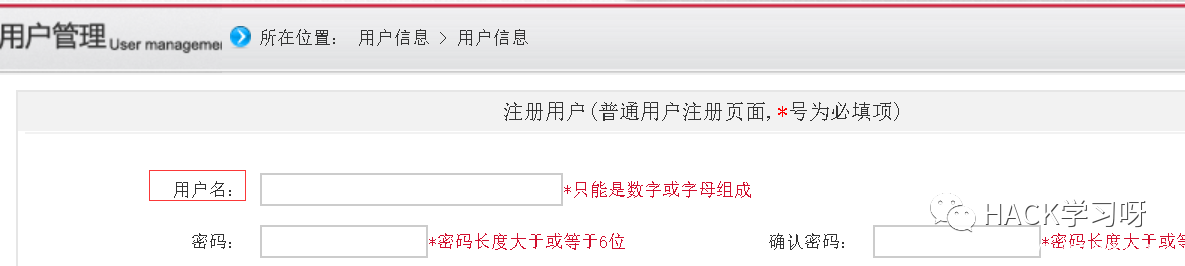 用户管理 User managemen 所在位置： 用户信息 > 用户信息
注册用户(普通用户注册页面,*号为必填项)
用户名： *只能是数字或字母组成
密码： *密码长度大于或等于6位 确认密码： *密码长度大于或等
HACK学习呀